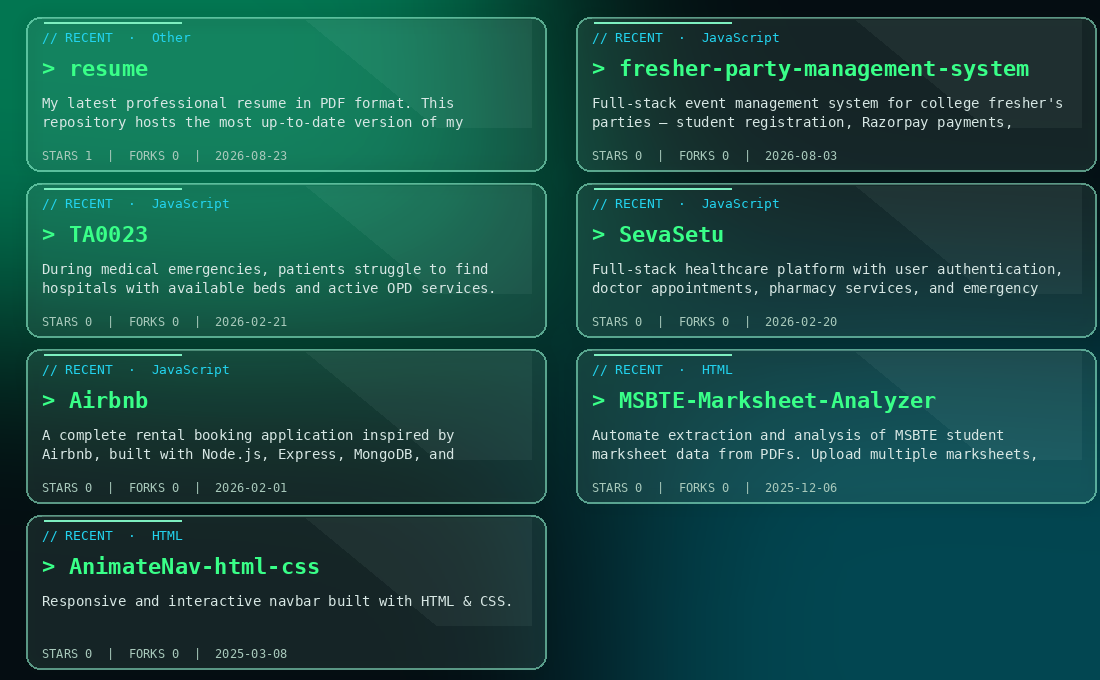 // RECENT · Other
> resume
My latest professional resume in PDF format. This
repository hosts the most up-to-date version of my
STARS 1 | FORKS 0 | 2026-08-23
// RECENT · JavaScript
> fresher-party-management-system
Full-stack event management system for college fresher's
parties — student registration, Razorpay payments,
STARS 0 | FORKS 0 | 2026-08-03
// RECENT · JavaScript
> TA0023
During medical emergencies, patients struggle to find
hospitals with available beds and active OPD services.
STARS 0 | FORKS 0 | 2026-02-21
// RECENT · JavaScript
> SevaSetu
Full-stack healthcare platform with user authentication,
doctor appointments, pharmacy services, and emergency
STARS 0 | FORKS 0 | 2026-02-20
// RECENT · JavaScript
> Airbnb
A complete rental booking application inspired by
Airbnb, built with Node.js, Express, MongoDB, and
STARS 0 | FORKS 0 | 2026-02-01
// RECENT · HTML
> MSBTE-Marksheet-Analyzer
Automate extraction and analysis of MSBTE student
marksheet data from PDFs. Upload multiple marksheets,
STARS 0 | FORKS 0 | 2025-12-06
// RECENT · HTML
> AnimateNav-html-css
Responsive and interactive navbar built with HTML & CSS.
STARS 0 | FORKS 0 | 2025-03-08